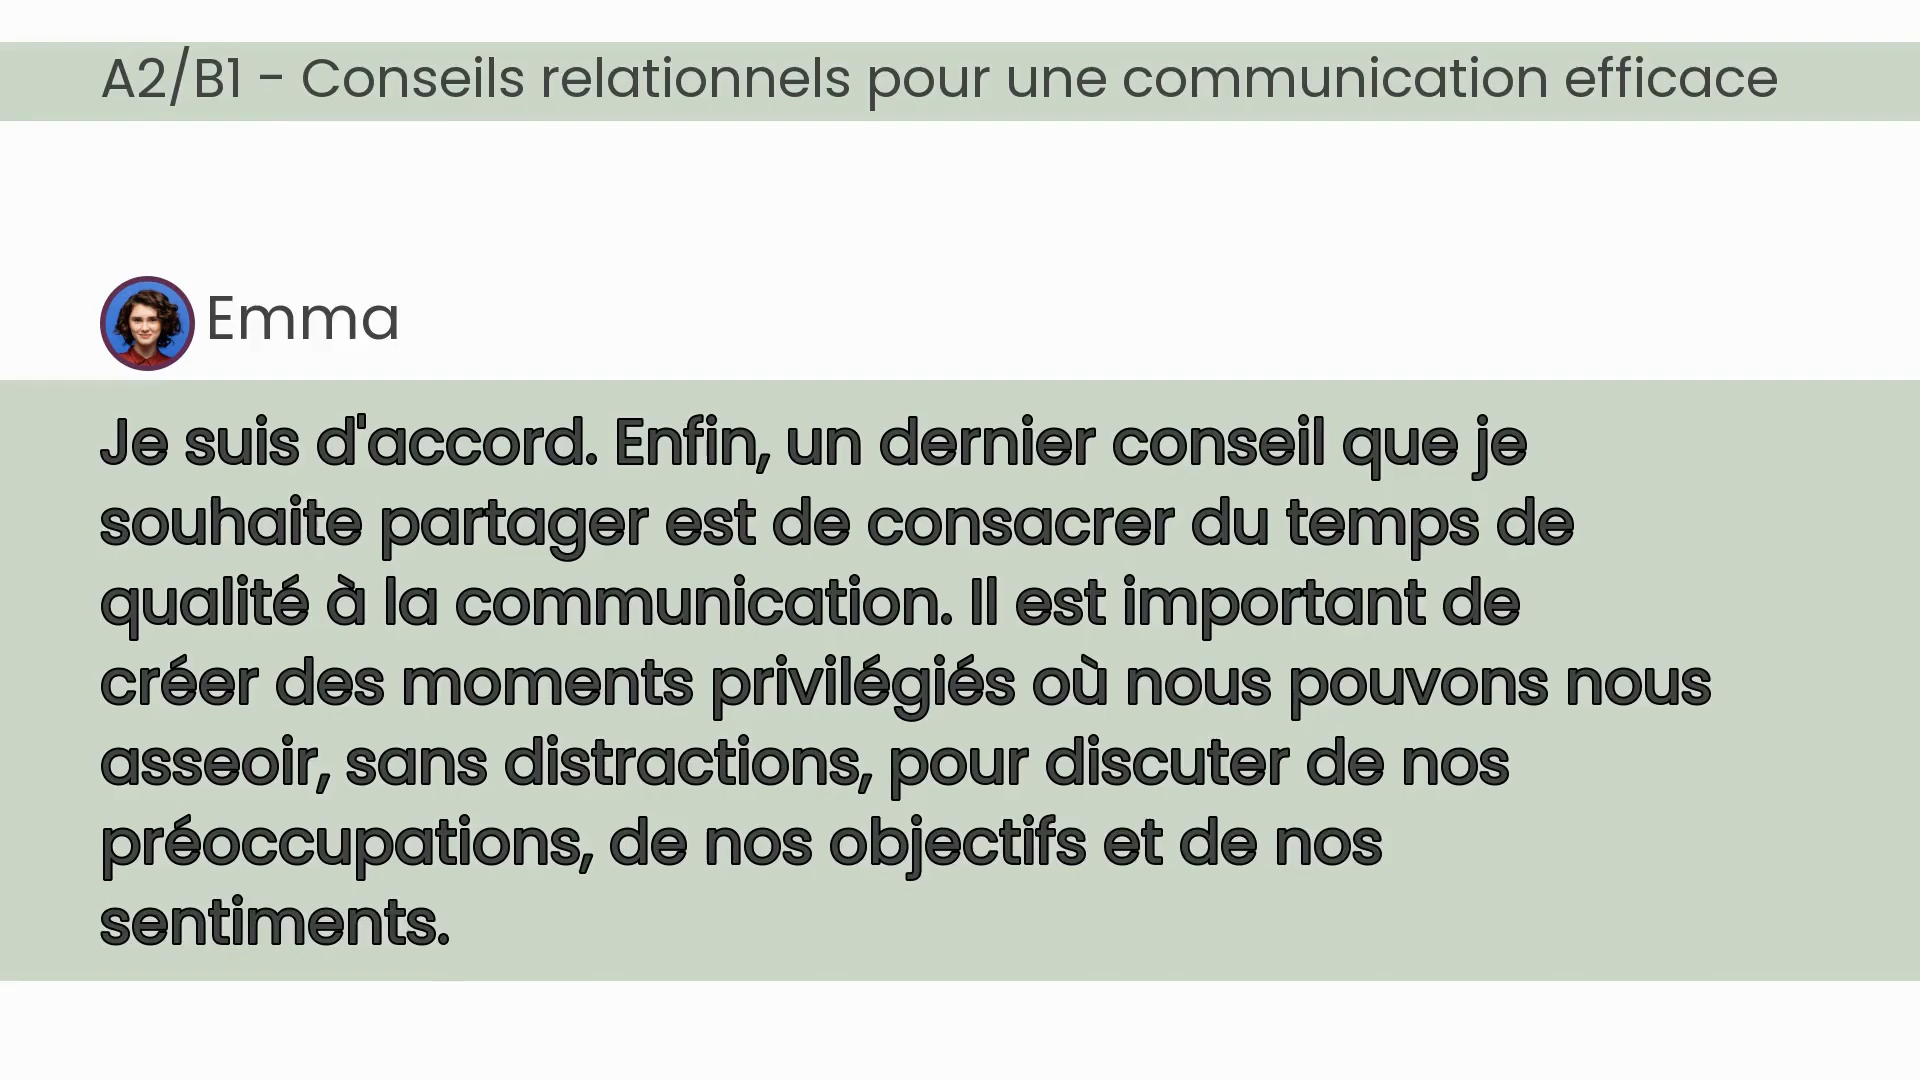 A2/B1 - Conseils relationnels pour une communication efficace
Emma
Je suis d'accord. Enfin, un dernier conseil que je
souhaite partager est de consacrer du temps de
qualité à la communication. Il est important de
créer des moments privilégiés où nous pouvons nous
asseoir, sans distractions, pour discuter de nos
préoccupations, de nos objectifs et de nos
sentiments.